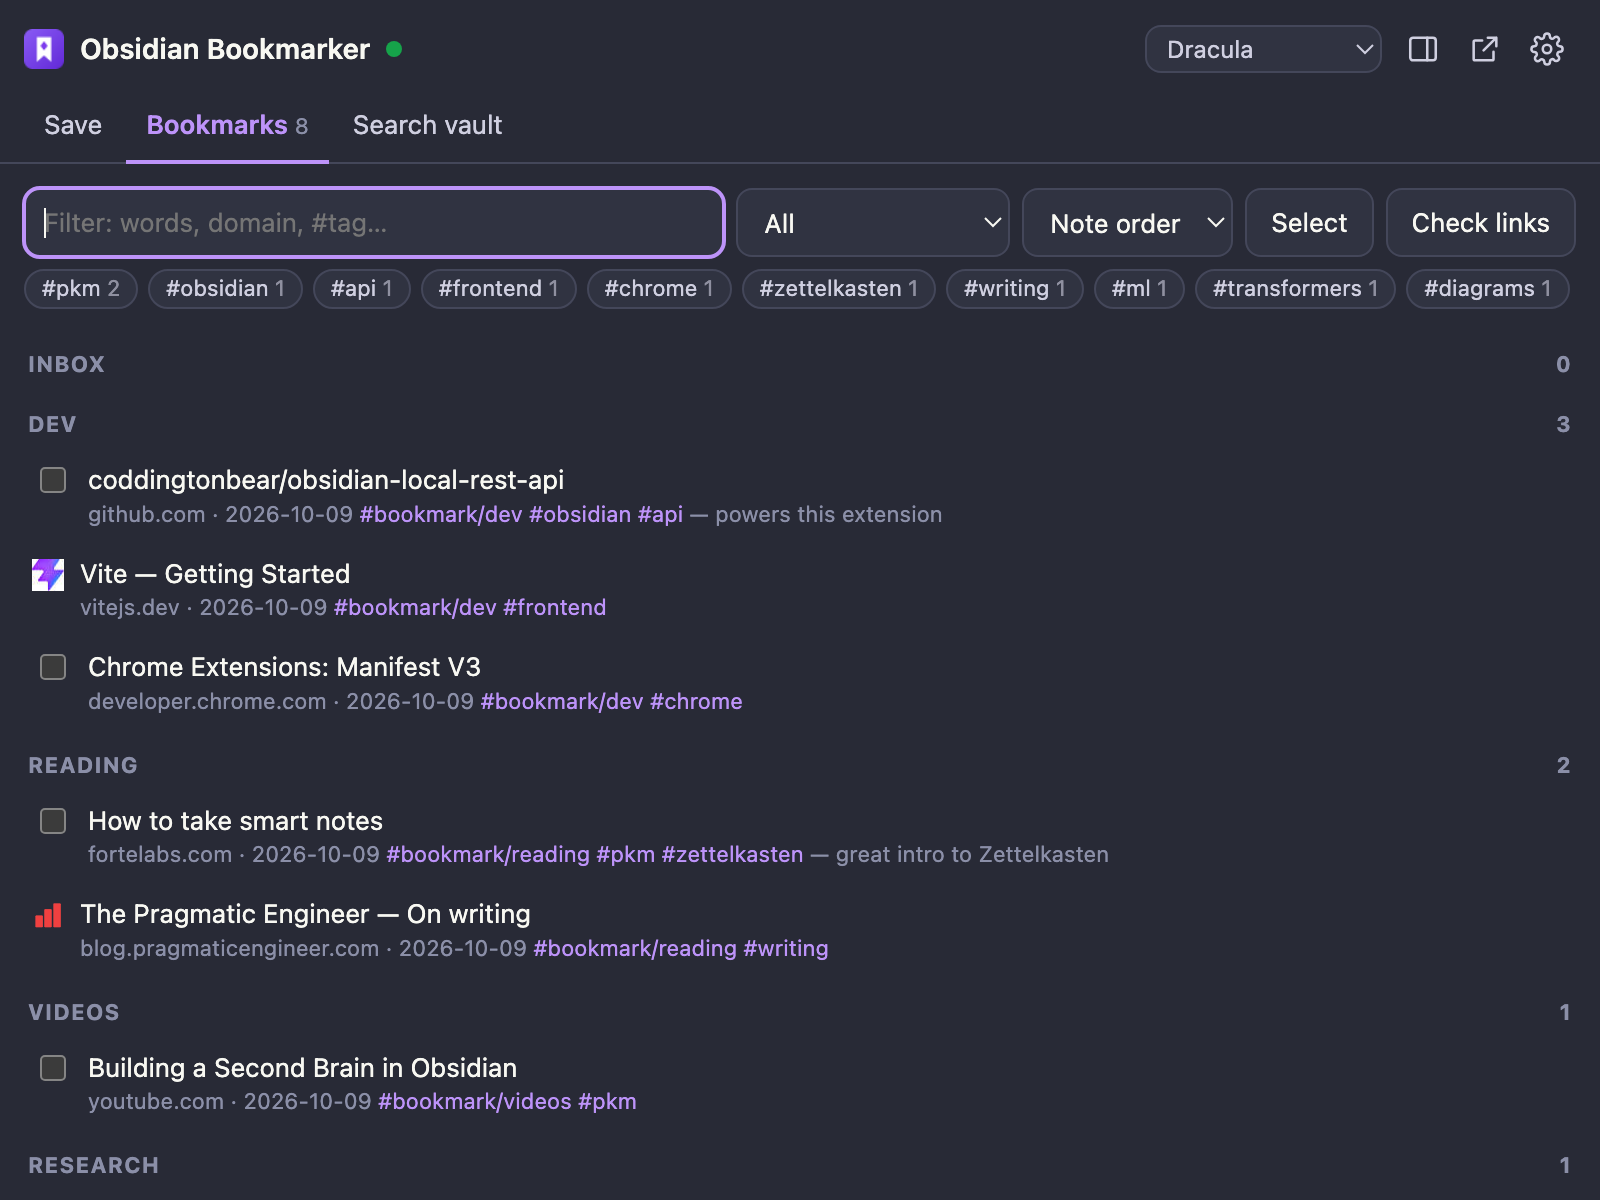 Obsidian Bookmarker
Dracula
Save
Bookmarks 8
Search vault
Filter: words, domain, #tag...
All
Note order
Select
Check links
#pkm 2
#obsidian 1
#api 1
#frontend 1
#chrome 1
#zettelkasten 1
#writing 1
#ml 1
#transformers 1
#diagrams 1
INBOX 0
DEV 3
coddingtonbear/obsidian-local-rest-api
github.com · 2026-10-09 #bookmark/dev #obsidian #api — powers this extension
Vite — Getting Started
vitejs.dev · 2026-10-09 #bookmark/dev #frontend
Chrome Extensions: Manifest V3
developer.chrome.com · 2026-10-09 #bookmark/dev #chrome
READING 2
How to take smart notes
fortelabs.com · 2026-10-09 #bookmark/reading #pkm #zettelkasten — great intro to Zettelkasten
The Pragmatic Engineer — On writing
blog.pragmaticengineer.com · 2026-10-09 #bookmark/reading #writing
VIDEOS 1
Building a Second Brain in Obsidian
youtube.com · 2026-10-09 #bookmark/videos #pkm
RESEARCH 1